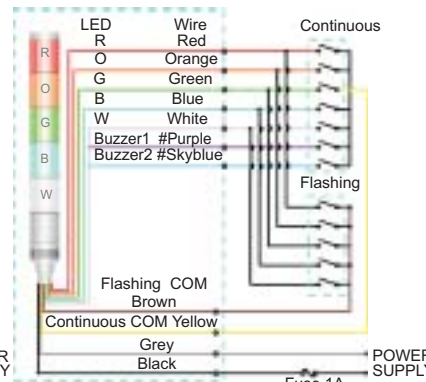 LED Wire Continuous
R Red
R
O Orange
O
G Green
G
B Blue
B
W White
W
Buzzer1 #Purple
Buzzer2 #Skyblue
Flashing
Flashing COM
Brown
Continuous COM Yellow
Grey
R POWER
Black
Y SUPPLY
Fuse 1A